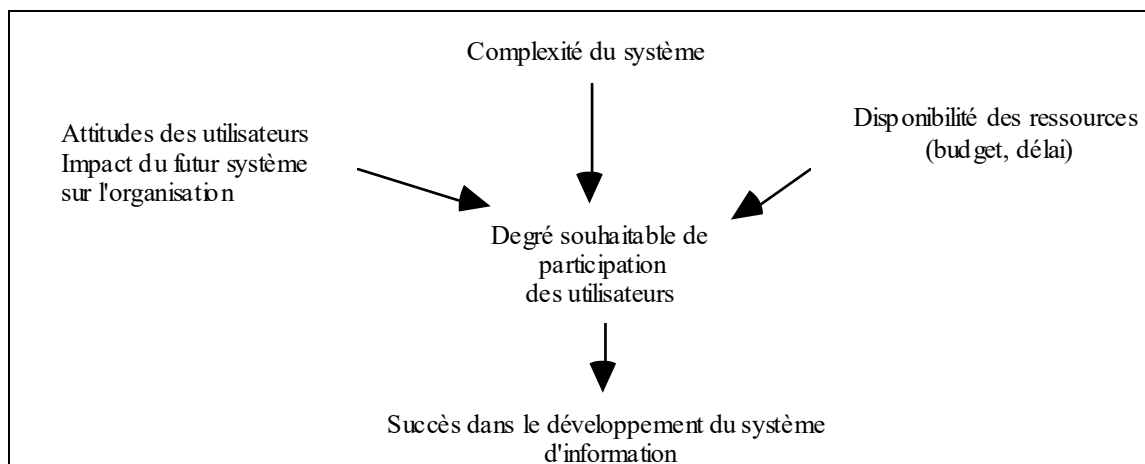 Complexité du système
Attitudes des utilisateurs
Impact du futur système
sur l'organisation
Disponibilité des ressources
(budget, délai)
Degré souhaitable de
participation
des utilisateurs
Succès dans le développement du système
d'information